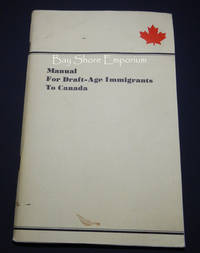 Bay Shore Emporium
Manual
For Draft-Age Immigrants
To Canada